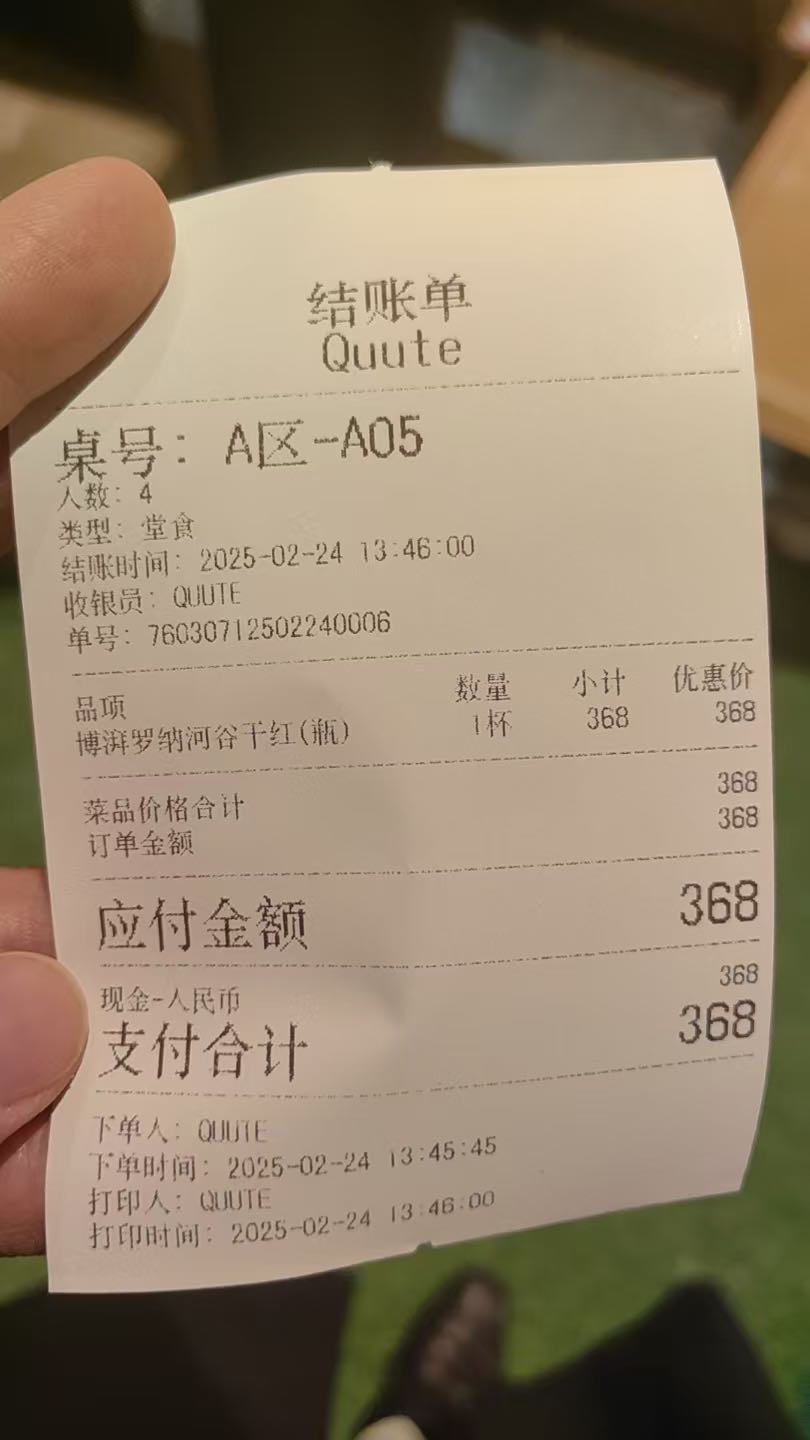 结账单
Quute
桌号: A区-A05
人数: 4
类型: 堂食
结账时间: 2025-02-24 13:46:00
收银员: QUUTE
单号: 76030712502240006
品项 数量 小计 优惠价
博湃罗纳河谷干红(瓶) 1杯 368 368
菜品价格合计 368
订单金额 368
应付金额 368
现金-人民币 368
支付合计 368
下单人: QUUTE
下单时间: 2025-02-24 13:45:45
打印人: QUUTE
打印时间: 2025-02-24 13:46:00